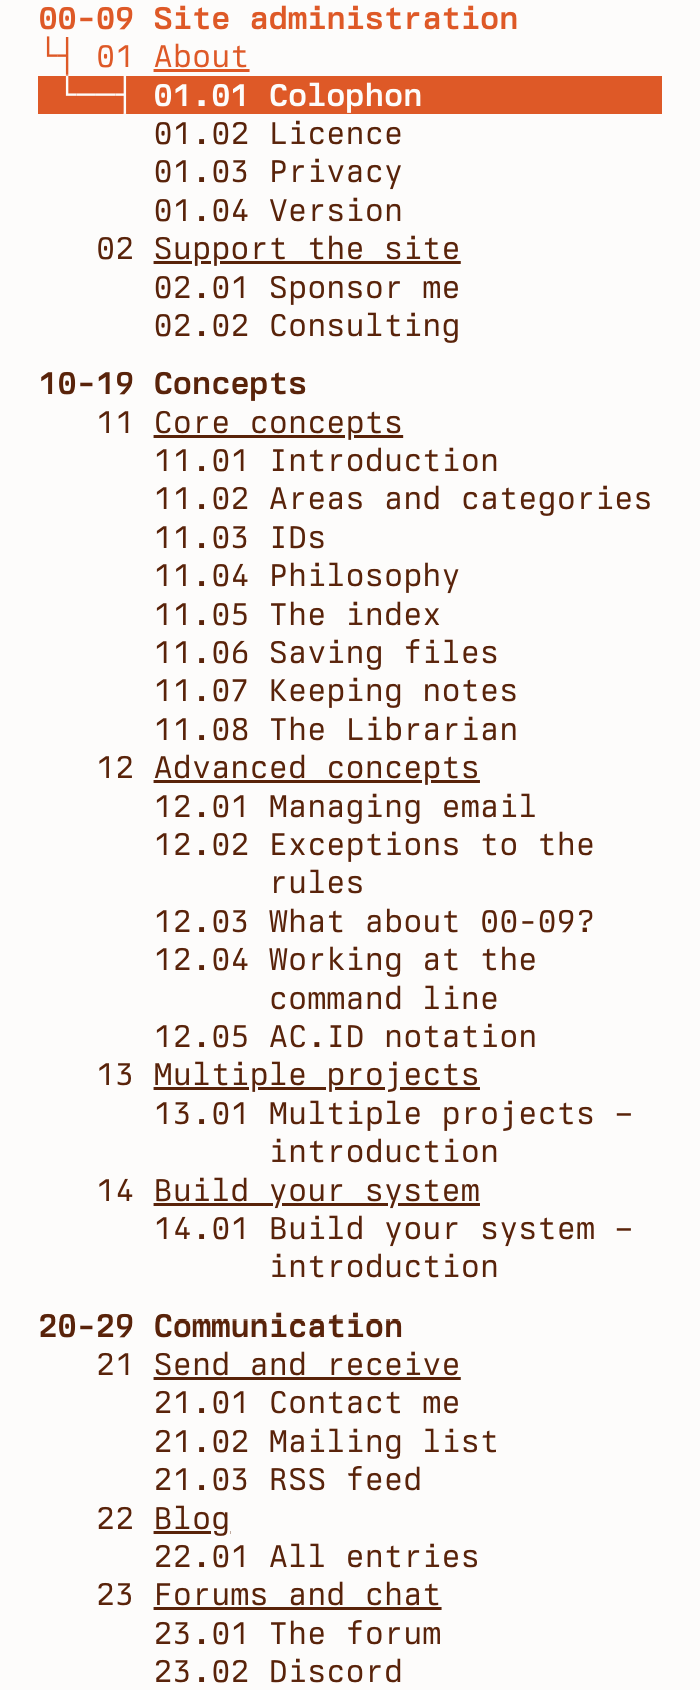 00-09 Site administration
01 About
01.01 Colophon
01.02 Licence
01.03 Privacy
01.04 Version
02 Support the site
02.01 Sponsor me
02.02 Consulting
10-19 Concepts
11 Core concepts
11.01 Introduction
11.02 Areas and categories
11.03 IDs
11.04 Philosophy
11.05 The index
11.06 Saving files
11.07 Keeping notes
11.08 The Librarian
12 Advanced concepts
12.01 Managing email
12.02 Exceptions to the
rules
12.03 What about 00-09?
12.04 Working at the
command line
12.05 AC.ID notation
13 Multiple projects
13.01 Multiple projects –
introduction
14 Build your system
14.01 Build your system –
introduction
20-29 Communication
21 Send and receive
21.01 Contact me
21.02 Mailing list
21.03 RSS feed
22 Blog
22.01 All entries
23 Forums and chat
23.01 The forum
23.02 Discord